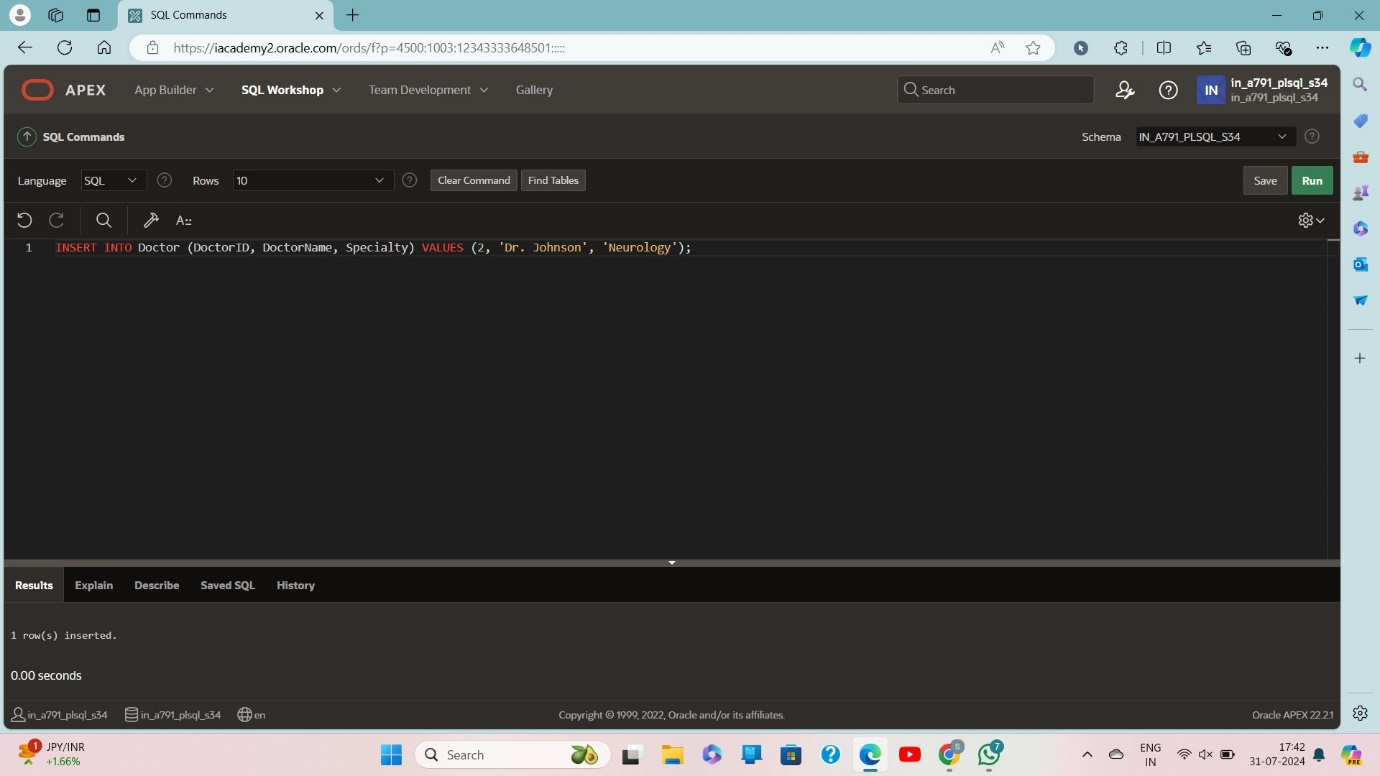 SQL Commands
https://iacademy2.oracle.com/ords/f?p=4500:1003:12343333648501:::::
APEX App Builder SQL Workshop Team Development Gallery Search IN in_a791_plsql_s34
in_a791_plsql_s34
SQL Commands Schema IN_A791_PLSQL_S34
Language SQL Rows 10 Clear Command Find Tables Save Run
A::
1 INSERT INTO Doctor (DoctorID, DoctorName, Specialty) VALUES (2, 'Dr. Johnson', 'Neurology');
Results Explain Describe Saved SQL History
1 row(s) inserted.
0.00 seconds
in_a791_plsql_s34 in_a791_plsql_s34 en Copyright © 1999, 2022, Oracle and/or its affiliates. Oracle APEX 22.2.1
1 JPY/INR
+1.66%
Search
S
7
ENG
IN
17:42
31-07-2024
PRE